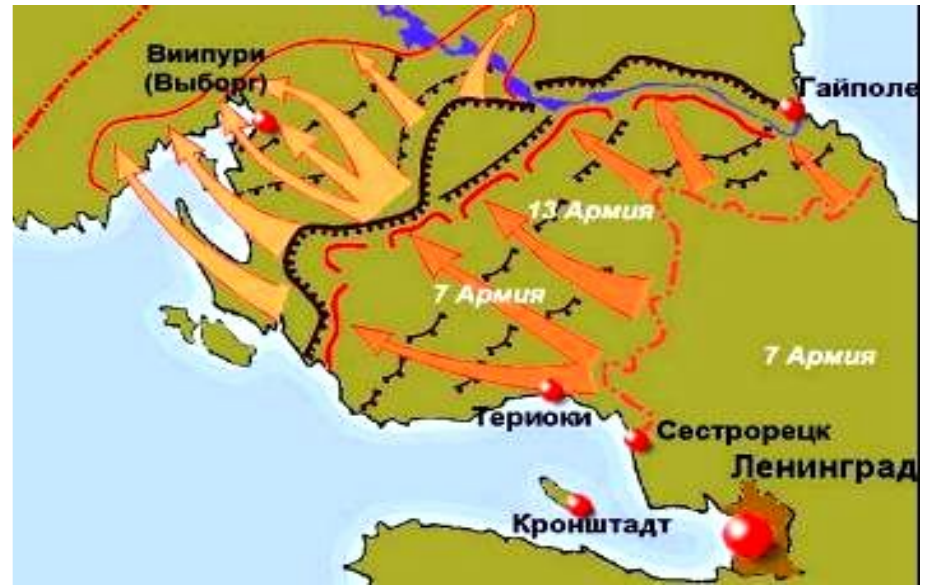 Виипури
(Выборг)
Гайполе
13 Армия
7 Армия
7 Армия
Териоки
Сестрорецк
Ленинград
Кронштадт